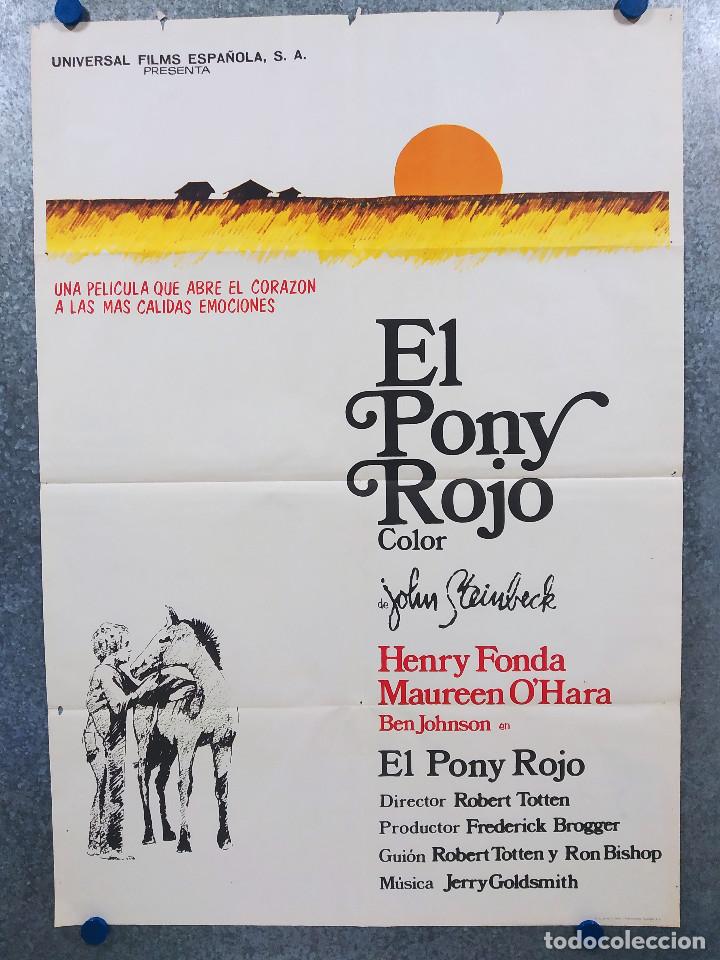 UNIVERSAL FILMS ESPAÑOLA, S. A.
PRESENTA
UNA PELICULA QUE ABRE EL CORAZON
A LAS MAS CALIDAS EMOCIONES
El
Pony
Rojo
Color
de John Steinbeck
Henry Fonda
Maureen O'Hara
Ben Johnson en
El Pony Rojo
Director Robert Totten
Productor Frederick Brogger
Guión Robert Totten y Ron Bishop
Música Jerry Goldsmith
todocoleccion